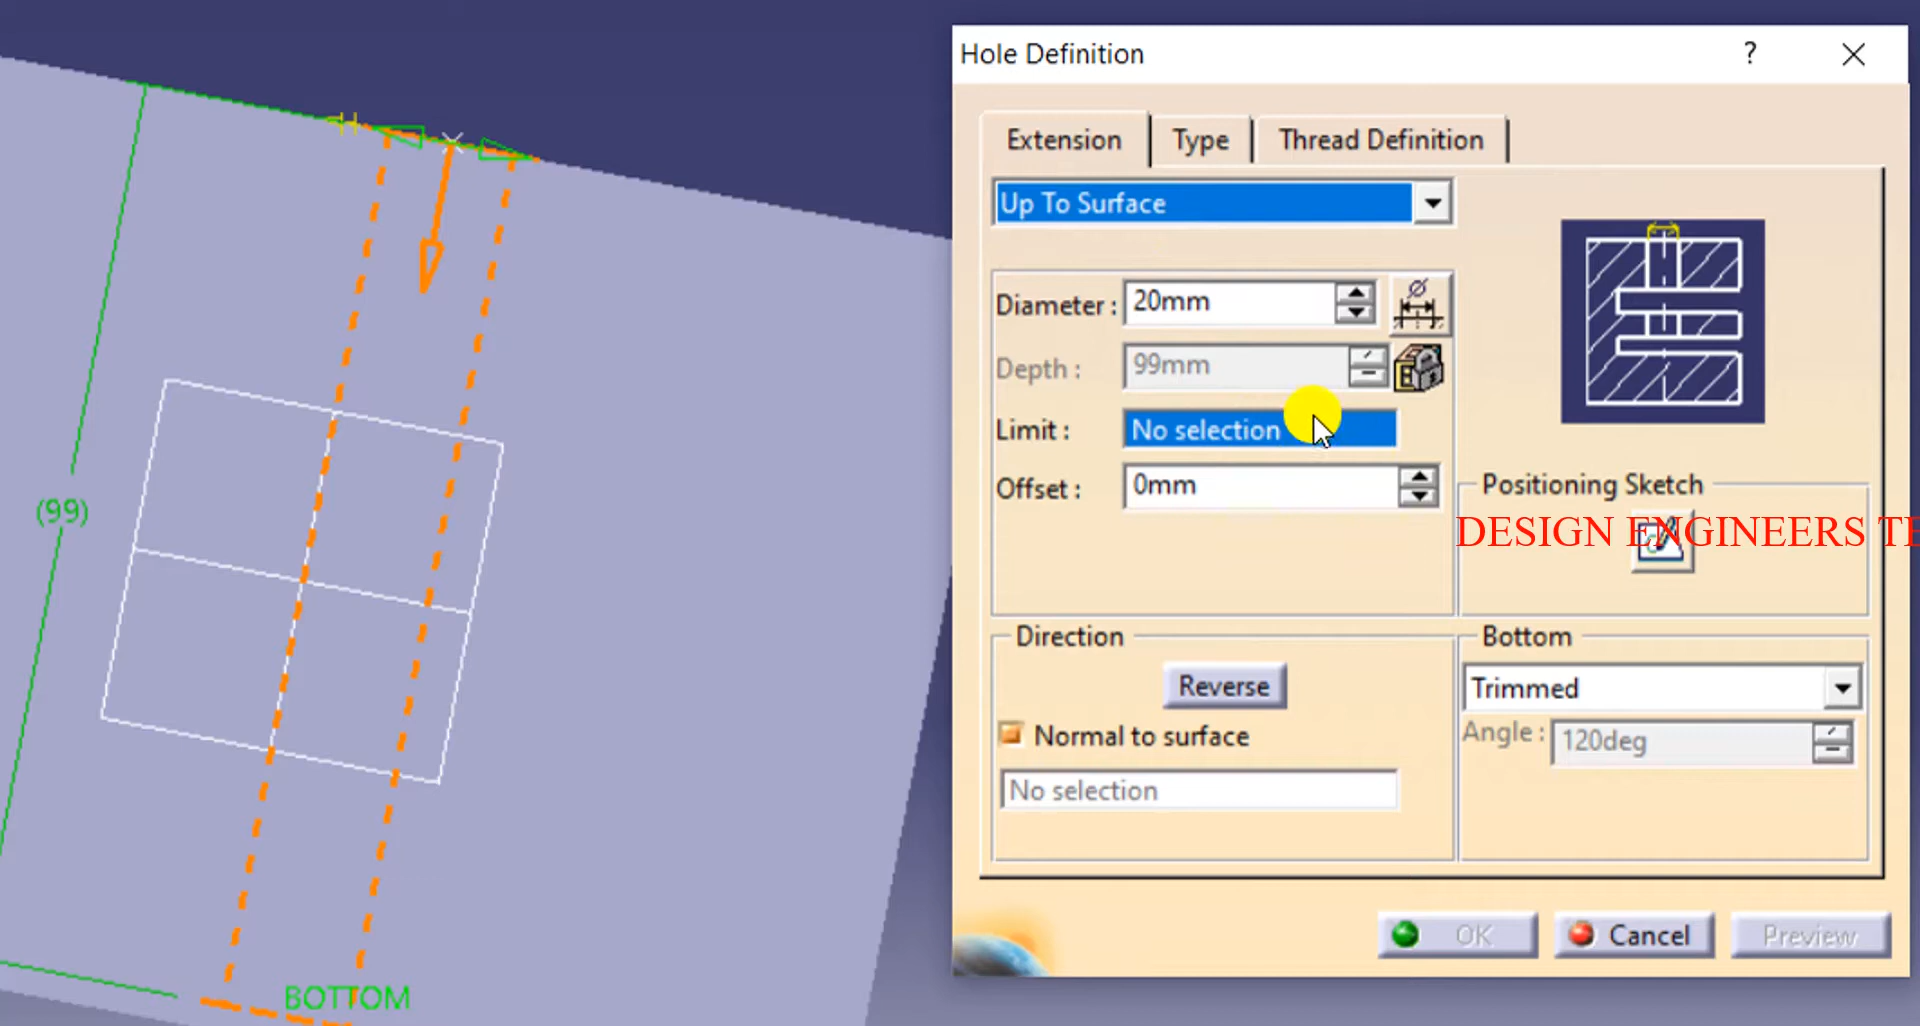 Hole Definition
?
Extension
Type
Thread Definition
Up To Surface
Diameter :
20mm
Depth :
99mm
Limit :
No selection
Offset :
0mm
Positioning Sketch
DESIGN ENGINEERS
Direction
Reverse
Normal to surface
No selection
Bottom
Trimmed
Angle :
120deg
OK
Cancel
Preview
(99)
BOTTOM